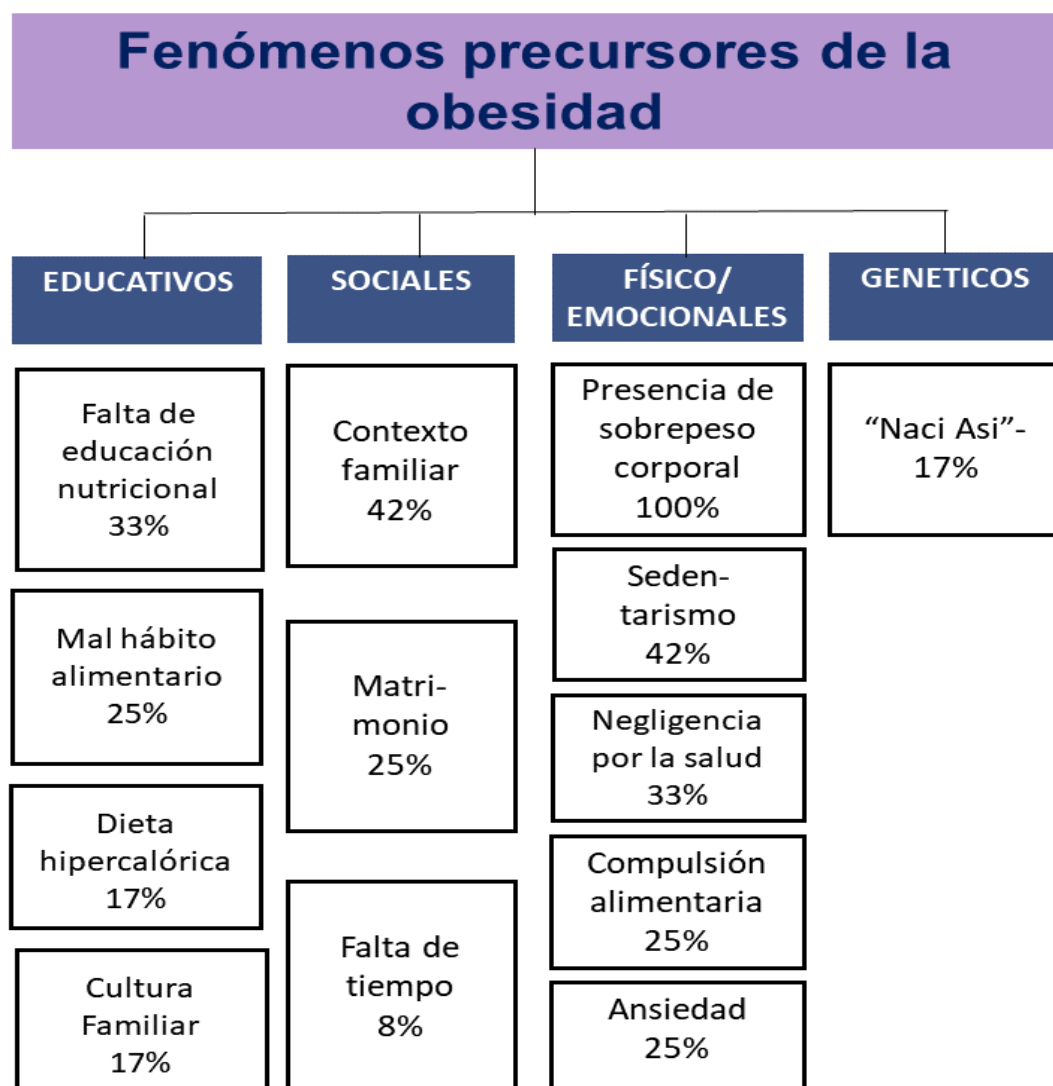 Fenómenos precursores de la
obesidad
EDUCATIVOS
Falta de
educación
nutricional
33%
Mal hábito
alimentario
25%
Dieta
hipercalórica
17%
Cultura
Familiar
17%
SOCIALES
Contexto
familiar
42%
Matri-
monio
25%
Falta de
tiempo
8%
FÍSICO/
EMOCIONALES
Presencia de
sobrepeso
corporal
100%
Seden-
tarismo
42%
Negligencia
por la salud
33%
Compulsión
alimentaria
25%
Ansiedad
25%
GENETICOS
“Naci Asi”-
17%